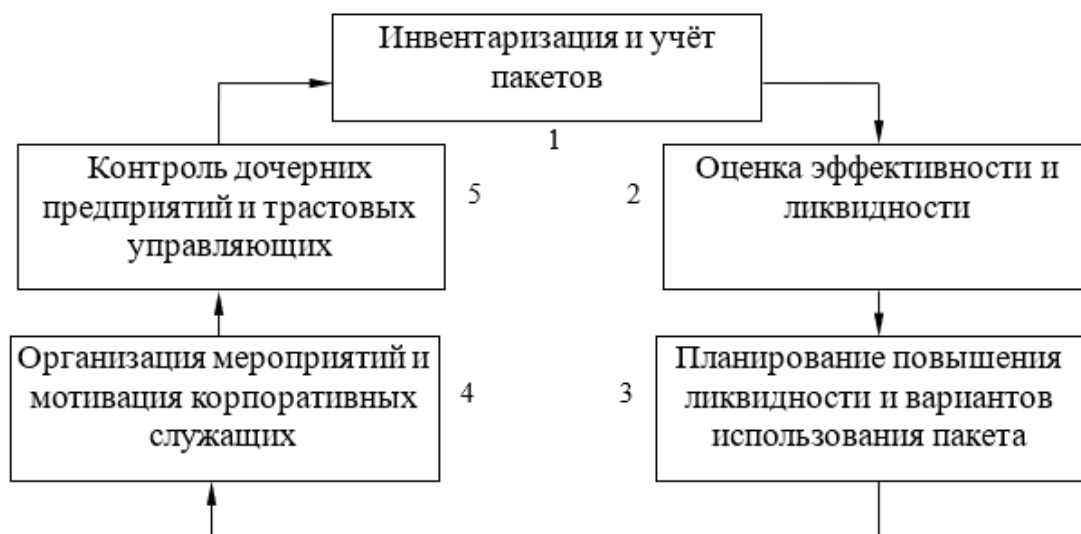 Инвентаризация и учёт
пакетов
1
Оценка эффективности и
ликвидности
2
Планирование повышения
ликвидности и вариантов
использования пакета
3
Организация мероприятий и
мотивация корпоративных
служащих
4
Контроль дочерних
предприятий и трастовых
управляющих
5